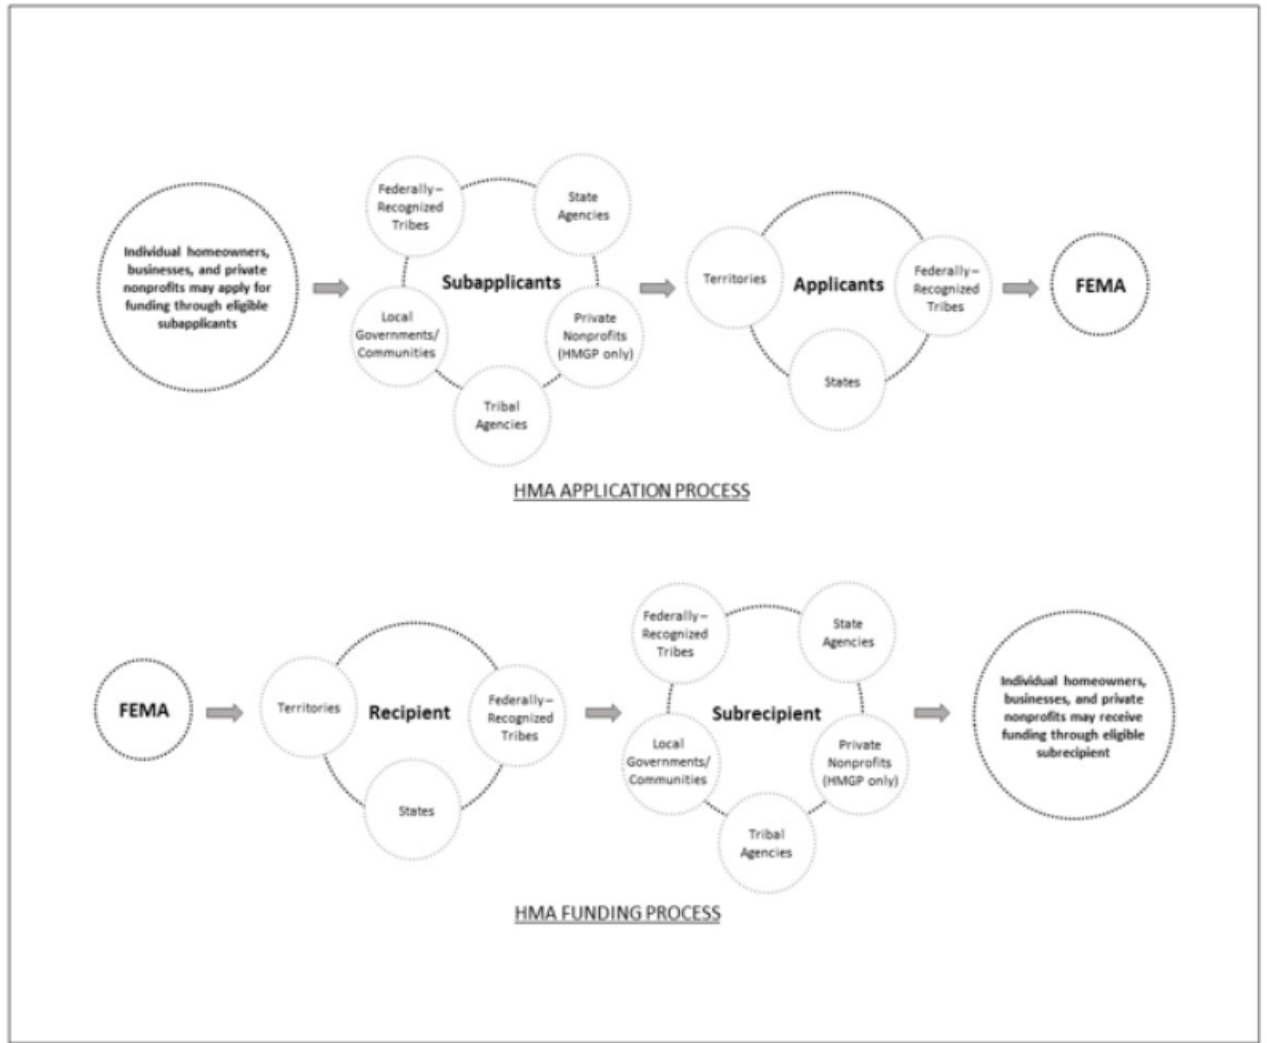 Individual homeowners,
businesses, and private
nonprofits may apply for
funding through eligible
subapplicants
Subapplicants
Federally–
Recognized
Tribes
State
Agencies
Local
Governments/
Communities
Private
Nonprofits
(HMGP only)
Tribal
Agencies
Applicants
Territories
Federally–
Recognized
Tribes
States
FEMA
HMA APPLICATION PROCESS
FEMA
Recipient
Territories
Federally–
Recognized
Tribes
States
Subrecipient
Federally–
Recognized
Tribes
State
Agencies
Local
Governments/
Communities
Private
Nonprofits
(HMGP only)
Tribal
Agencies
Individual homeowners,
businesses, and private
nonprofits may receive
funding through eligible
subrecipient
HMA FUNDING PROCESS